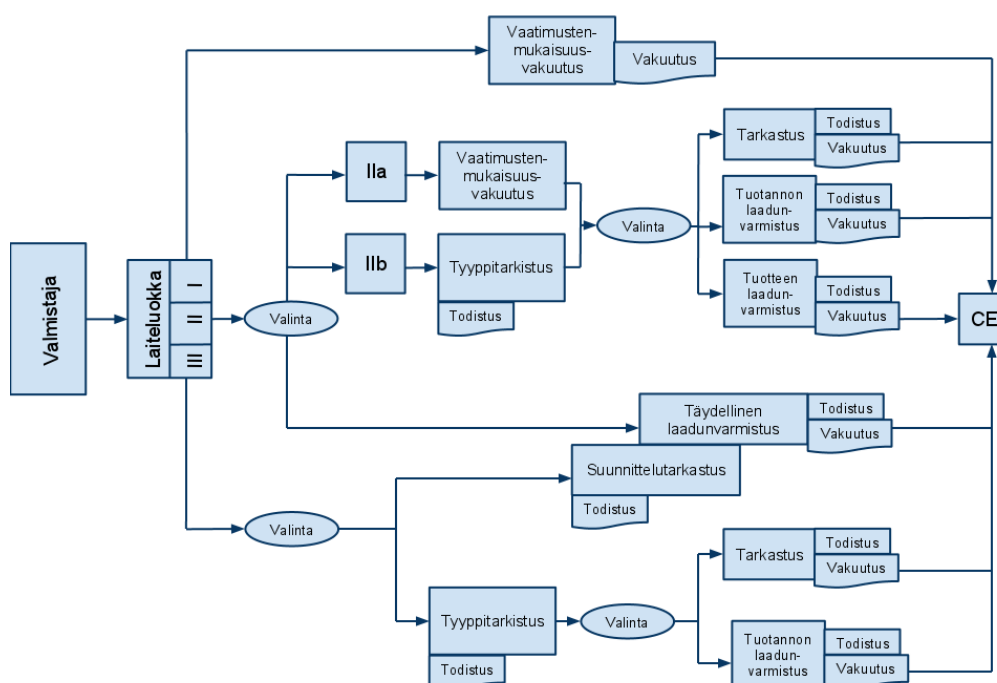 Vaatimusten-
mukaisuus-
vakuutus
Vakuutus
IIa
Vaatimusten-
mukaisuus-
vakuutus
Tarkastus
Todistus
Vakuutus
Valinta
Tuotannon
laadun-
varmistus
Todistus
Vakuutus
IIb
Tyyppitarkistus
Todistus
Tuotteen
laadun-
varmistus
Todistus
Vakuutus
Valmistaja
Laiteluokka
I
II
III
Valinta
CE
Täydellinen
laadunvarmistus
Todistus
Vakuutus
Suunnittelutarkastus
Todistus
Valinta
Tarkastus
Todistus
Vakuutus
Tyyppitarkistus
Todistus
Valinta
Tuotannon
laadun-
varmistus
Todistus
Vakuutus